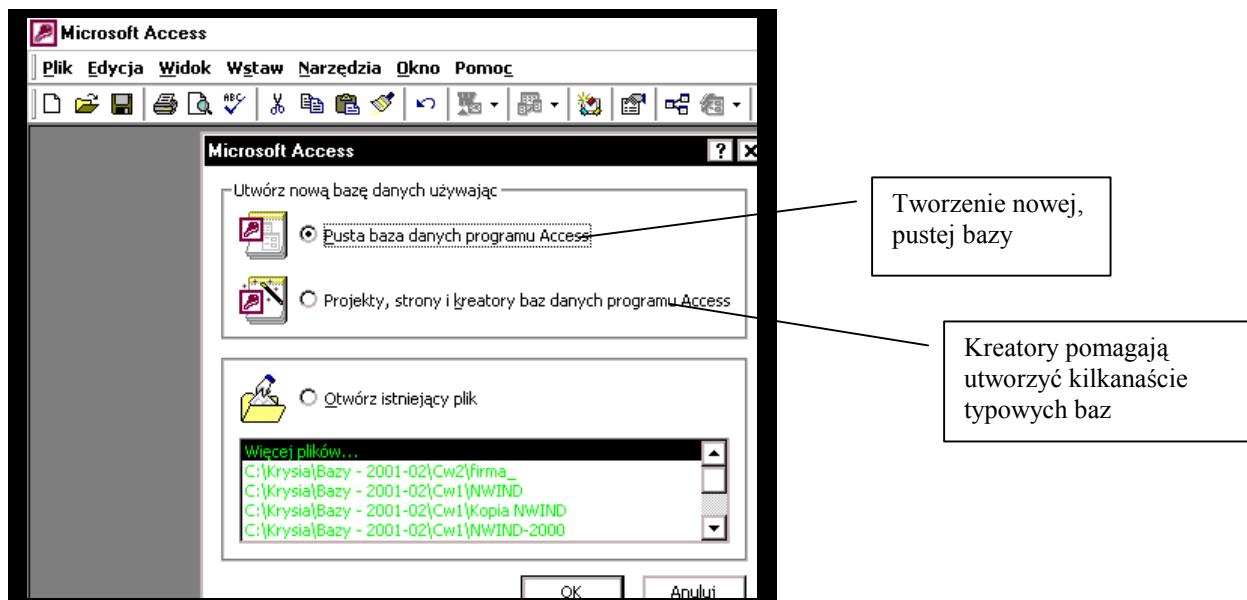 Microsoft Access
Plik Edycja Widok Wstaw Narzędzia Okno Pomoc
ABC
Microsoft Access
Utwórz nową bazę danych używając
Pusta baza danych programu Access
Projekty, strony i kreatory baz danych programu Access
Otwórz istniejący plik
Więcej plików...
C:\Krysia\Bazy - 2001-02\Cw2\firma_
C:\Krysia\Bazy - 2001-02\Cw1\NWIND
C:\Krysia\Bazy - 2001-02\Cw1\Kopia NWIND
C:\Krysia\Bazy - 2001-02\Cw1\NWIND-2000
OK Anuluj
Tworzenie nowej,
pustej bazy
Kreatory pomagają
utworzyć kilkanaście
typowych baz